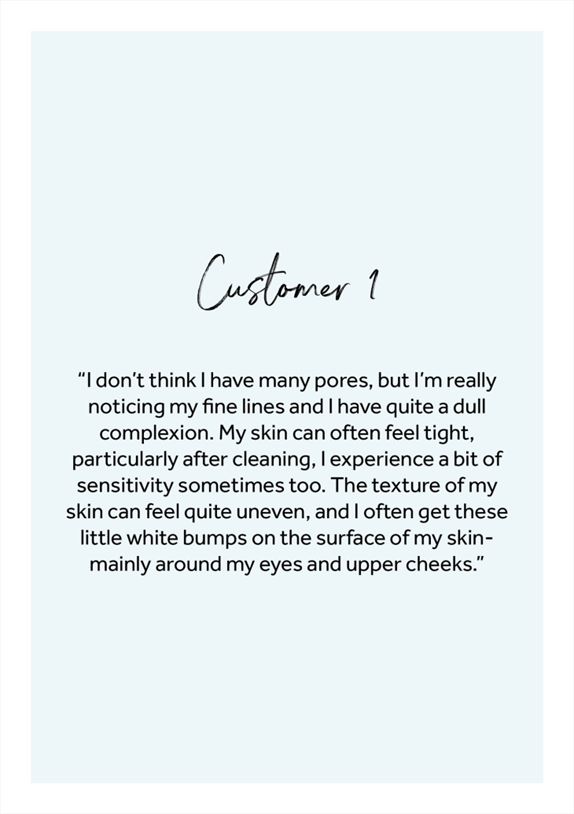 Customer 1
“I don’t think I have many pores, but I’m really
noticing my fine lines and I have quite a dull
complexion. My skin can often feel tight,
particularly after cleaning, I experience a bit of
sensitivity sometimes too. The texture of my
skin can feel quite uneven, and I often get these
little white bumps on the surface of my skin-
mainly around my eyes and upper cheeks.”